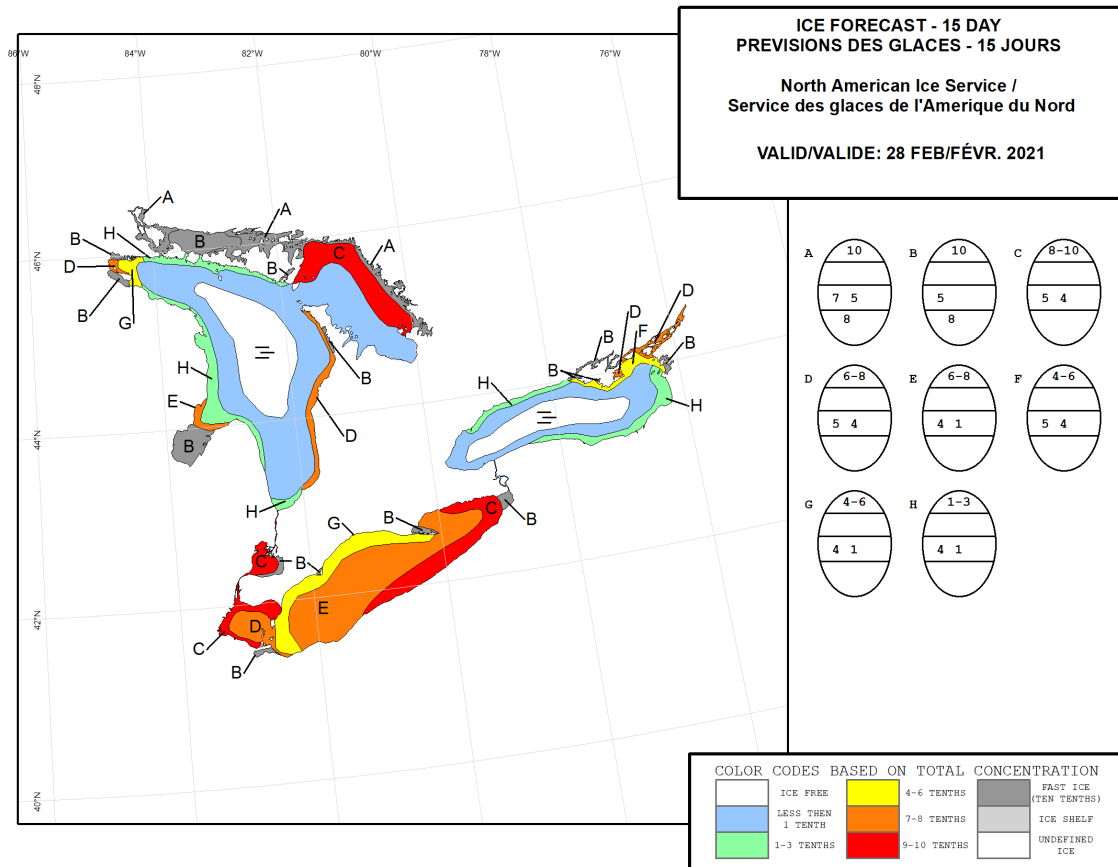 ICE FORECAST - 15 DAY
PREVISIONS DES GLACES - 15 JOURS
North American Ice Service /
Service des glaces de l'Amerique du Nord
VALID/VALIDE: 28 FEB/FÉVR. 2021
86°W 84°W 82°W 80°W 78°W 76°W
48°N
46°N
44°N
42°N
40°N
A
A
B
H
B
B
A
C
B
D
B
G
H
B
E
D
B
H
D
D
F
B
B
B
H
H
G
B
C
B
C
B
E
D
C
B
A 10
7 5
8
B 10
5
8
C 8-10
5 4
D 6-8
5 4
E 6-8
4 1
F 4-6
5 4
G 4-6
4 1
H 1-3
4 1
COLOR CODES BASED ON TOTAL CONCENTRATION
ICE FREE
LESS THEN
1 TENTH
1-3 TENTHS
4-6 TENTHS
7-8 TENTHS
9-10 TENTHS
FAST ICE
(TEN TENTHS)
ICE SHELF
UNDEFINED
ICE